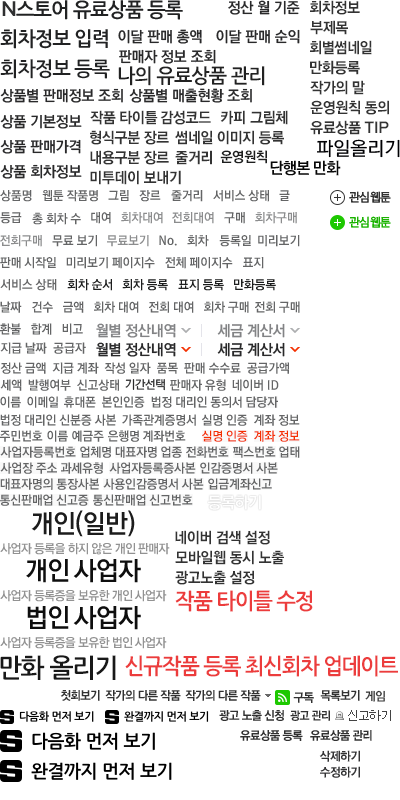 N스토어 유료상품 등록 정산 월 기준 회차정보
부제목
회차정보 입력 이달 판매 총액 이달 판매 순익 회별썸네일
판매자 정보 조회 만화등록
회차정보 등록 나의 유료상품 관리 작가의 말
상품별 판매정보 조회 상품별 매출현황 조회 운영원칙 동의
상품 기본정보 작품 타이틀 감성코드 카피 그림체 유료상품 TIP
형식구분 장르 썸네일 이미지 등록 파일올리기
상품 판매가격 내용구분 장르 줄거리 운영원칙
상품 회차정보 미투데이 보내기 단행본 만화
상품명 웹툰 작품명 그림 장르 줄거리 서비스 상태 글 관심웹툰
등급 총 회차 수 대여 회차대여 전회대여 구매 회차구매 관심웹툰
전회구매 무료 보기 무료보기 No. 회차 등록일 미리보기
판매 시작일 미리보기 페이지수 전체 페이지수 표지
서비스 상태 회차 순서 회차 등록 표지 등록 만화등록
날짜 건수 금액 회차 대여 전회 대여 회차 구매 전회 구매
환불 합계 비고 월별 정산내역 세금 계산서
지급 날짜 공급자 월별 정산내역 세금 계산서
정산 금액 지급 계좌 작성 일자 품목 판매 수수료 공급가액
세액 발행여부 신고상태 기간선택 판매자 유형 네이버 ID
이름 이메일 휴대폰 본인인증 법정 대리인 동의서 담당자
법정 대리인 신분증 사본 가족관계증명서 실명 인증 계좌 정보
주민번호 이름 예금주 은행명 계좌번호 실명 인증 계좌 정보
사업자등록번호 업체명 대표자명 업종 전화번호 팩스번호 업태
사업장 주소 과세유형 사업자등록증사본 인감증명서 사본
대표자명의 통장사본 사용인감증명서 사본 입금계좌신고
통신판매업 신고증 통신판매업 신고번호 등록하기
개인(일반)
사업자 등록을 하지 않은 개인 판매자 네이버 검색 설정
개인 사업자 모바일웹 동시 노출
광고노출 설정
사업자 등록증을 보유한 개인 사업자 작품 타이틀 수정
법인 사업자
사업자 등록증을 보유한 법인 사업자
만화 올리기 신규작품 등록 최신회차 업데이트
첫회보기 작가의 다른 작품 작가의 다른 작품 구독 목록보기 게임
다음화 먼저 보기 완결까지 먼저 보기 광고 노출 신청 광고 관리 신고하기
다음화 먼저 보기 유료상품 등록 유료상품 관리
삭제하기
완결까지 먼저 보기 수정하기